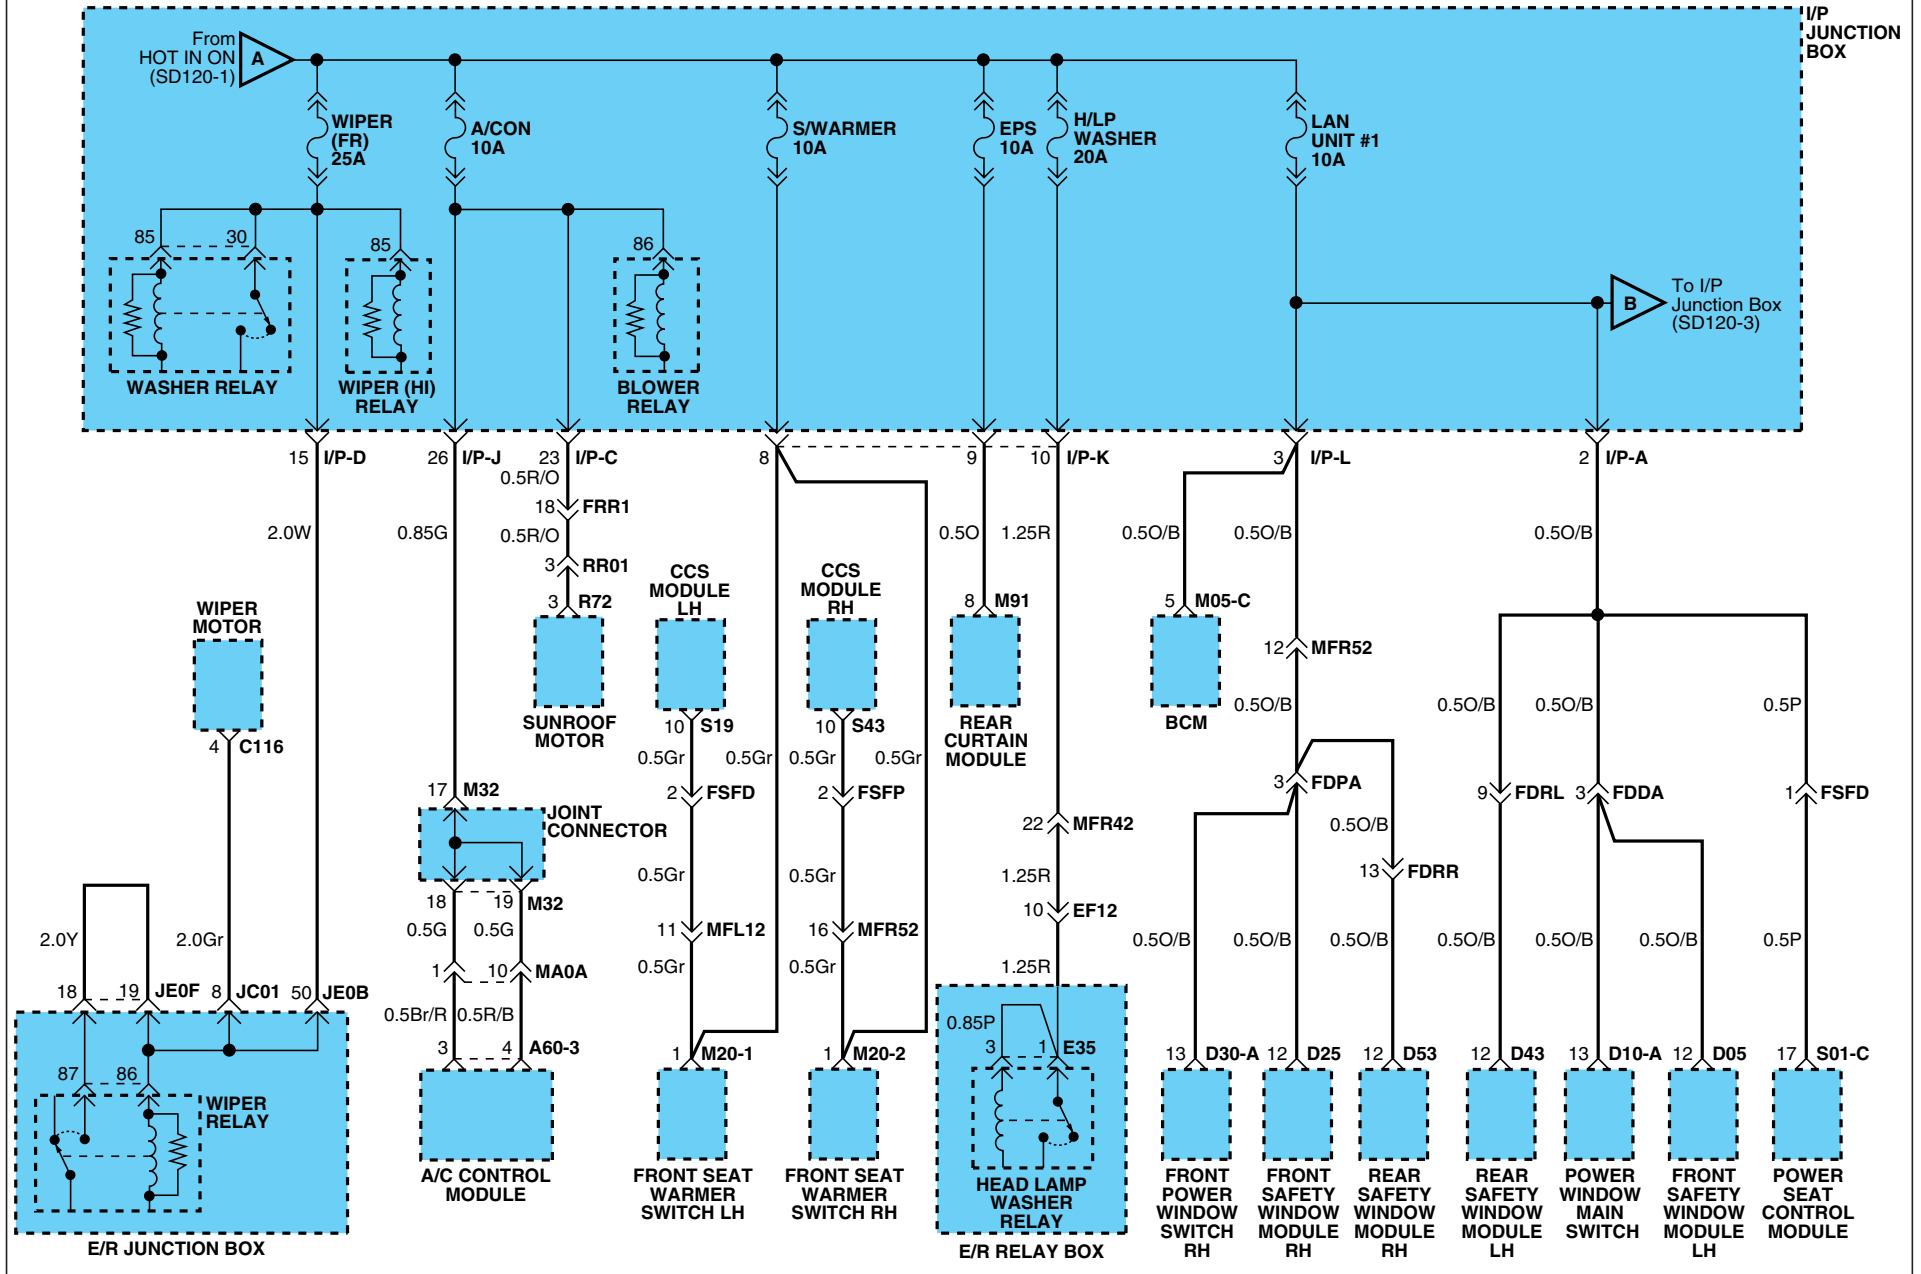 I/P
JUNCTION
BOX
From
HOT IN ON
(SD120-1)
A
WIPER
(FR)
25A
A/CON
10A
S/WARMER
10A
EPS
10A
H/LP
WASHER
20A
LAN
UNIT #1
10A
85
30
85
86
WASHER RELAY
WIPER (HI)
RELAY
BLOWER
RELAY
B
To I/P
Junction Box
(SD120-3)
15
I/P-D
26
I/P-J
23
I/P-C
8
9
10
I/P-K
3
I/P-L
2
I/P-A
0.5R/O
18
FRR1
2.0W
0.85G
0.5R/O
0.5O
1.25R
0.5O/B
0.5O/B
0.5O/B
3
RR01
CCS
MODULE
LH
CCS
MODULE
RH
3
R72
8
M91
5
M05-C
WIPER
MOTOR
12
MFR52
SUNROOF
MOTOR
10
S19
10
S43
REAR
CURTAIN
MODULE
BCM
0.5O/B
0.5O/B
0.5O/B
0.5P
4
C116
0.5Gr
0.5Gr
0.5Gr
0.5Gr
17
M32
2
FSFD
2
FSFP
3
FDPA
9
FDRL
3
FDDA
1
FSFD
JOINT
CONNECTOR
22
MFR42
0.5O/B
18
19
M32
0.5Gr
0.5Gr
1.25R
13
FDRR
10
EF12
2.0Y
2.0Gr
0.5G
0.5G
11
MFL12
16
MFR52
0.5O/B
0.5O/B
0.5O/B
0.5O/B
0.5O/B
0.5O/B
0.5P
1
10
MA0A
0.5Gr
0.5Gr
1.25R
18
19
JE0F
8
JC01
50
JE0B
0.5Br/R
0.5R/B
0.85P
3
4
A60-3
1
M20-1
1
M20-2
3
1
E35
13
D30-A
12
D25
12
D53
12
D43
13
D10-A
12
D05
17
S01-C
87
86
WIPER
RELAY
A/C CONTROL
MODULE
FRONT SEAT
WARMER
SWITCH LH
FRONT SEAT
WARMER
SWITCH RH
HEAD LAMP
WASHER
RELAY
FRONT
POWER
WINDOW
SWITCH
RH
FRONT
SAFETY
WINDOW
MODULE
RH
REAR
SAFETY
WINDOW
MODULE
RH
REAR
SAFETY
WINDOW
MODULE
LH
POWER
WINDOW
MAIN
SWITCH
FRONT
SAFETY
WINDOW
MODULE
LH
POWER
SEAT
CONTROL
MODULE
E/R JUNCTION BOX
E/R RELAY BOX